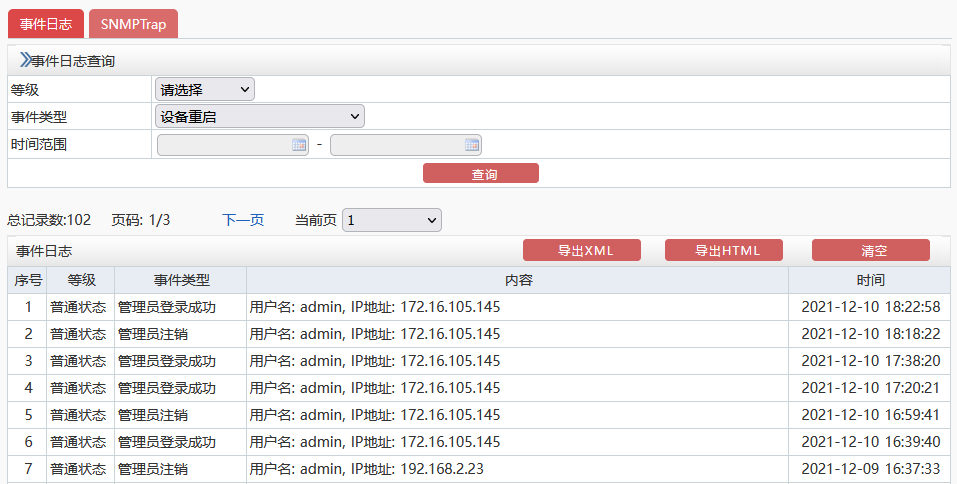 事件日志 SNMPTrap
事件日志查询
等级 请选择
事件类型 设备重启
时间范围 -
查询
总记录数:102 页码: 1/3 下一页 当前页 1
事件日志 导出XML 导出HTML 清空
序号 等级 事件类型 内容 时间
1 普通状态 管理员登录成功 用户名: admin, IP地址: 172.16.105.145 2021-12-10 18:22:58
2 普通状态 管理员注销 用户名: admin, IP地址: 172.16.105.145 2021-12-10 18:18:22
3 普通状态 管理员登录成功 用户名: admin, IP地址: 172.16.105.145 2021-12-10 17:38:20
4 普通状态 管理员登录成功 用户名: admin, IP地址: 172.16.105.145 2021-12-10 17:20:21
5 普通状态 管理员注销 用户名: admin, IP地址: 172.16.105.145 2021-12-10 16:59:41
6 普通状态 管理员登录成功 用户名: admin, IP地址: 172.16.105.145 2021-12-10 16:39:40
7 普通状态 管理员注销 用户名: admin, IP地址: 192.168.2.23 2021-12-09 16:37:33